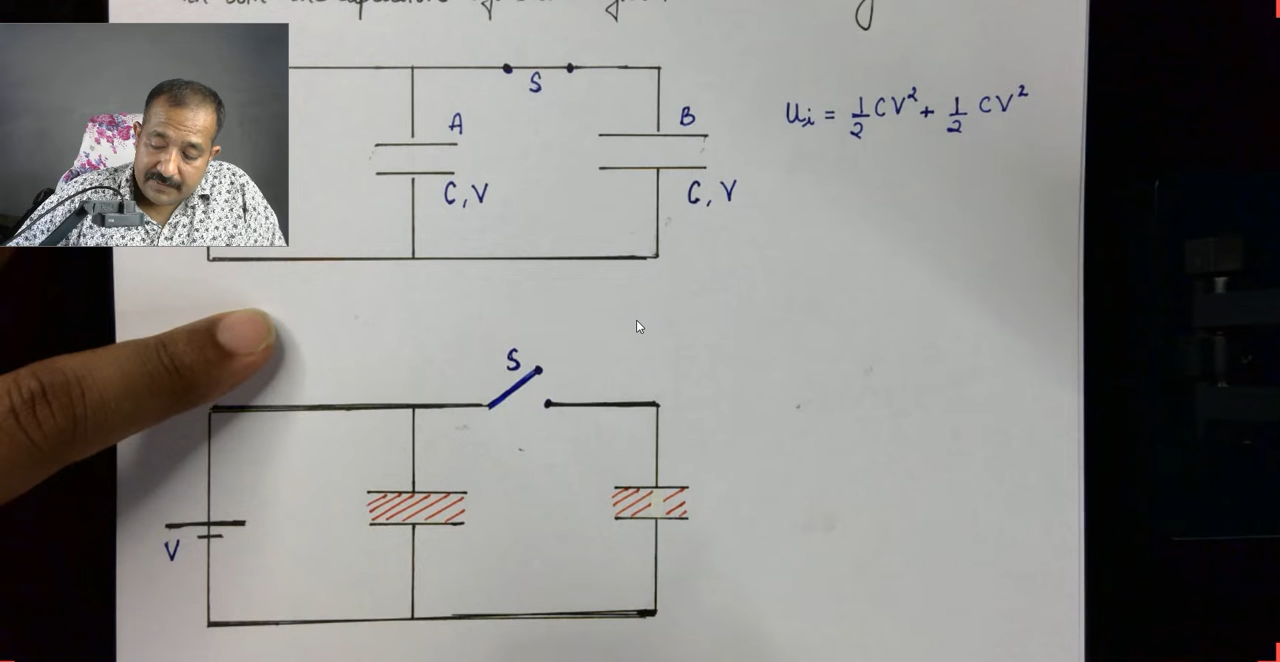 S
A
B
C, V
C, V
Uᵢ = 1/2 CV² + 1/2 CV²
S
V